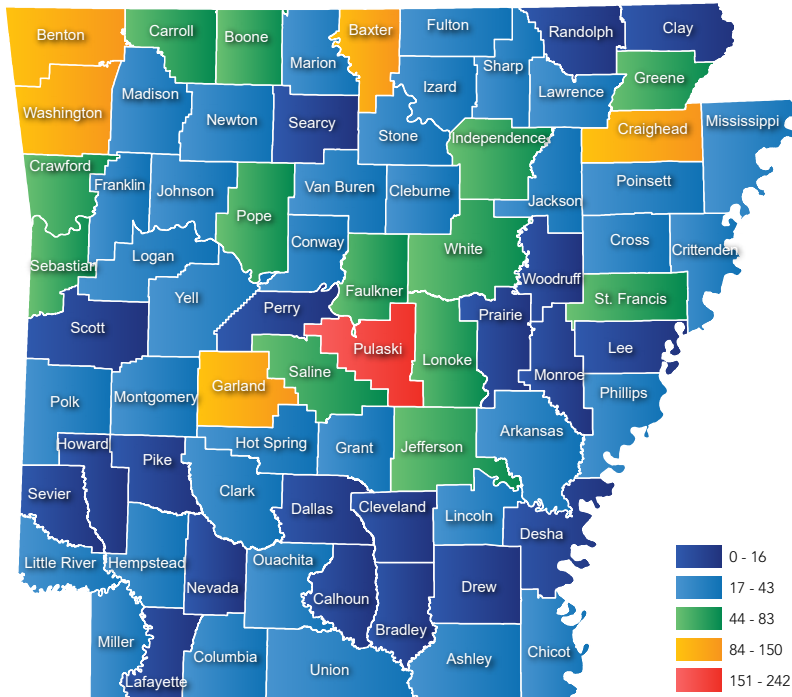 Benton
Carroll
Boone
Marion
Baxter
Fulton
Sharp
Randolph
Clay
Greene
Washington
Madison
Newton
Searcy
Izard
Lawrence
Stone
Independence
Craighead
Mississippi
Crawford
Franklin
Johnson
Pope
Van Buren
Cleburne
Jackson
Poinsett
Sebastian
Logan
Conway
White
Woodruff
Cross
Crittenden
Yell
Faulkner
St. Francis
Scott
Perry
Pulaski
Prairie
Lonoke
Monroe
Lee
Saline
Garland
Polk
Montgomery
Phillips
Hot Spring
Grant
Jefferson
Arkansas
Howard
Pike
Sevier
Clark
Dallas
Cleveland
Lincoln
Desha
Little River
Hempstead
Nevada
Ouachita
Calhoun
Bradley
Drew
Miller
Lafayette
Columbia
Union
Ashley
Chicot
0 - 16
17 - 43
44 - 83
84 - 150
151 - 242